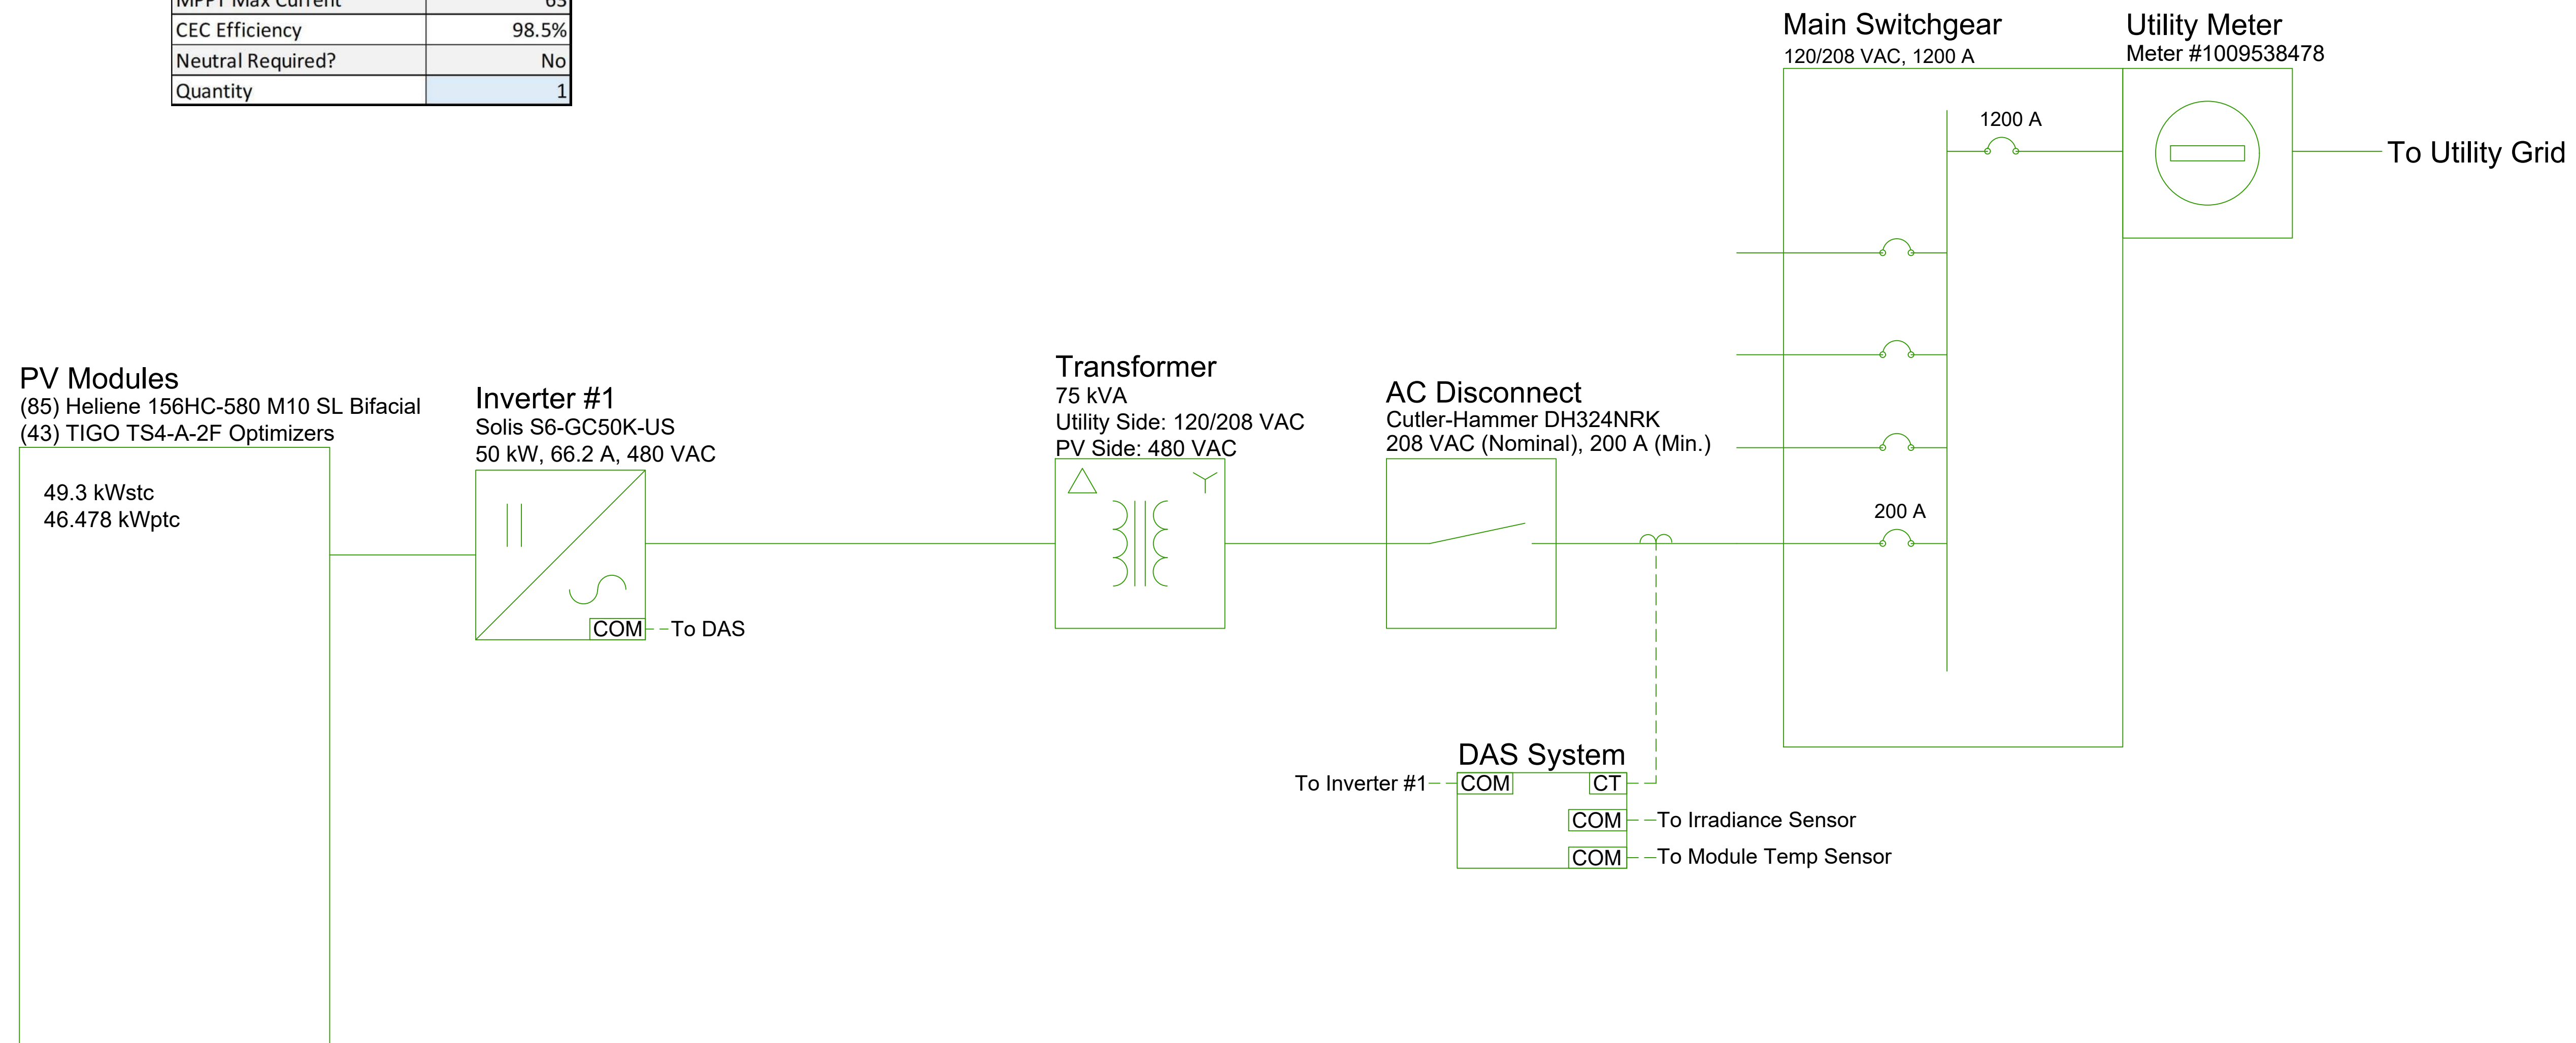 MPPT Max Current 63
CEC Efficiency 98.5%
Neutral Required? No
Quantity 1
Main Switchgear
120/208 VAC, 1200 A
Utility Meter
Meter #1009538478
1200 A
To Utility Grid
PV Modules
(85) Heliene 156HC-580 M10 SL Bifacial
(43) TIGO TS4-A-2F Optimizers
49.3 kWstc
46.478 kWptc
Inverter #1
Solis S6-GC50K-US
50 kW, 66.2 A, 480 VAC
COM
To DAS
Transformer
75 kVA
Utility Side: 120/208 VAC
PV Side: 480 VAC
AC Disconnect
Cutler-Hammer DH324NRK
208 VAC (Nominal), 200 A (Min.)
200 A
DAS System
To Inverter #1
COM
CT
COM
To Irradiance Sensor
COM
To Module Temp Sensor